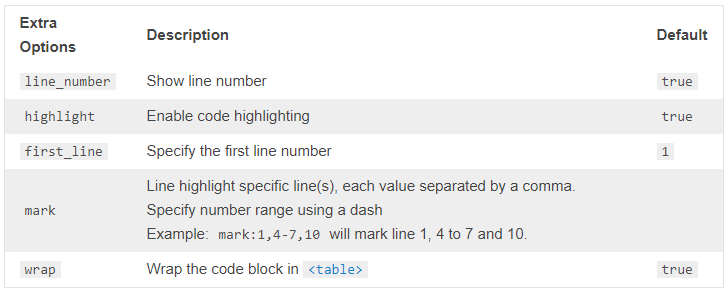 Extra Options Description Default
line_number Show line number true
highlight Enable code highlighting true
first_line Specify the first line number 1
mark Line highlight specific line(s), each value separated by a comma.
Specify number range using a dash
Example: mark:1,4-7,10 will mark line 1, 4 to 7 and 10.
wrap Wrap the code block in <table> true